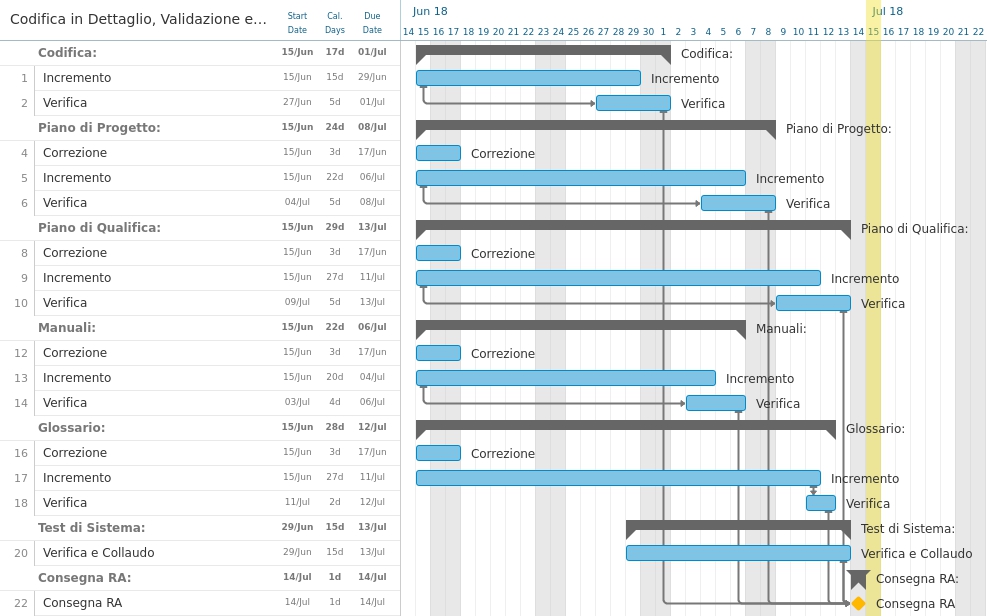 Codifica in Dettaglio, Validazione e...
Start Date
Cal. Days
Due Date
Jun 18
Jul 18
14 15 16 17 18 19 20 21 22 23 24 25 26 27 28 29 30 1 2 3 4 5 6 7 8 9 10 11 12 13 14 15 16 17 18 19 20 21 22
Codifica: 15/Jun 17d 01/Jul Codifica:
1 Incremento 15/Jun 15d 29/Jun Incremento
2 Verifica 27/Jun 5d 01/Jul Verifica
Piano di Progetto: 15/Jun 24d 08/Jul Piano di Progetto:
4 Correzione 15/Jun 3d 17/Jun Correzione
5 Incremento 15/Jun 22d 06/Jul Incremento
6 Verifica 04/Jul 5d 08/Jul Verifica
Piano di Qualifica: 15/Jun 29d 13/Jul Piano di Qualifica:
8 Correzione 15/Jun 3d 17/Jun Correzione
9 Incremento 15/Jun 27d 11/Jul Incremento
10 Verifica 09/Jul 5d 13/Jul Verifica
Manuali: 15/Jun 22d 06/Jul Manuali:
12 Correzione 15/Jun 3d 17/Jun Correzione
13 Incremento 15/Jun 20d 04/Jul Incremento
14 Verifica 03/Jul 4d 06/Jul Verifica
Glossario: 15/Jun 28d 12/Jul Glossario:
16 Correzione 15/Jun 3d 17/Jun Correzione
17 Incremento 15/Jun 27d 11/Jul Incremento
18 Verifica 11/Jul 2d 12/Jul Verifica
Test di Sistema: 29/Jun 15d 13/Jul Test di Sistema:
20 Verifica e Collaudo 29/Jun 15d 13/Jul Verifica e Collaudo
Consegna RA: 14/Jul 1d 14/Jul Consegna RA:
22 Consegna RA 14/Jul 1d 14/Jul Consegna RA